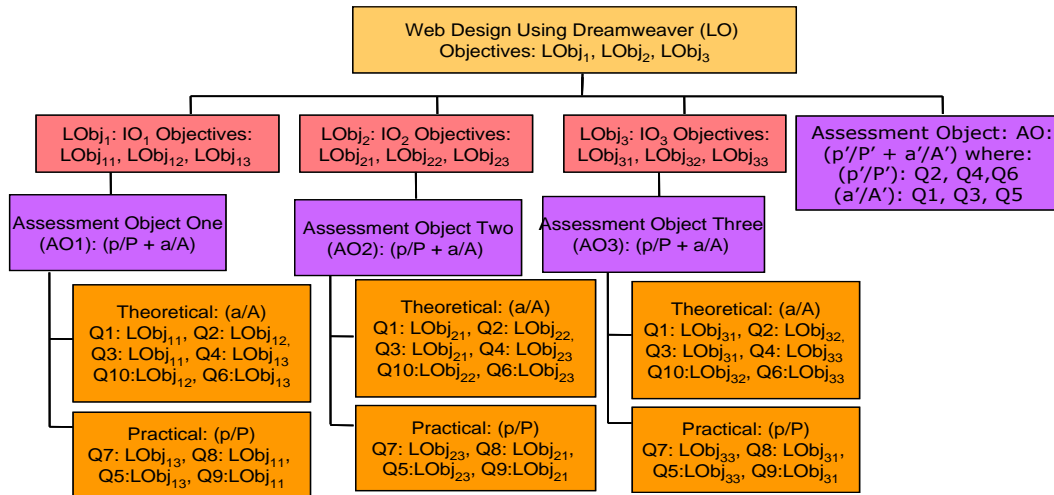 Web Design Using Dreamweaver (LO)
Objectives: LObj₁, LObj₂, LObj₃
LObj₁: IO₁ Objectives:
LObj₁₁, LObj₁₂, LObj₁₃
LObj₂: IO₂ Objectives:
LObj₂₁, LObj₂₂, LObj₂₃
LObj₃: IO₃ Objectives:
LObj₃₁, LObj₃₂, LObj₃₃
Assessment Object: AO:
(p′/P′ + a′/A′) where:
(p′/P′): Q2, Q4,Q6
(a′/A′): Q1, Q3, Q5
Assessment Object One
(AO1): (p/P + a/A)
Assessment Object Two
(AO2): (p/P + a/A)
Assessment Object Three
(AO3): (p/P + a/A)
Theoretical: (a/A)
Q1: LObj₁₁, Q2: LObj₁₂,
Q3: LObj₁₁, Q4: LObj₁₃
Q10:LObj₁₂, Q6:LObj₁₃
Theoretical: (a/A)
Q1: LObj₂₁, Q2: LObj₂₂,
Q3: LObj₂₁, Q4: LObj₂₃
Q10:LObj₂₂, Q6:LObj₂₃
Theoretical: (a/A)
Q1: LObj₃₁, Q2: LObj₃₂,
Q3: LObj₃₁, Q4: LObj₃₃
Q10:LObj₃₂, Q6:LObj₃₃
Practical: (p/P)
Q7: LObj₁₃, Q8: LObj₁₁,
Q5:LObj₁₃, Q9:LObj₁₁
Practical: (p/P)
Q7: LObj₂₃, Q8: LObj₂₁,
Q5:LObj₂₃, Q9:LObj₂₁
Practical: (p/P)
Q7: LObj₃₃, Q8: LObj₃₁,
Q5:LObj₃₃, Q9:LObj₃₁